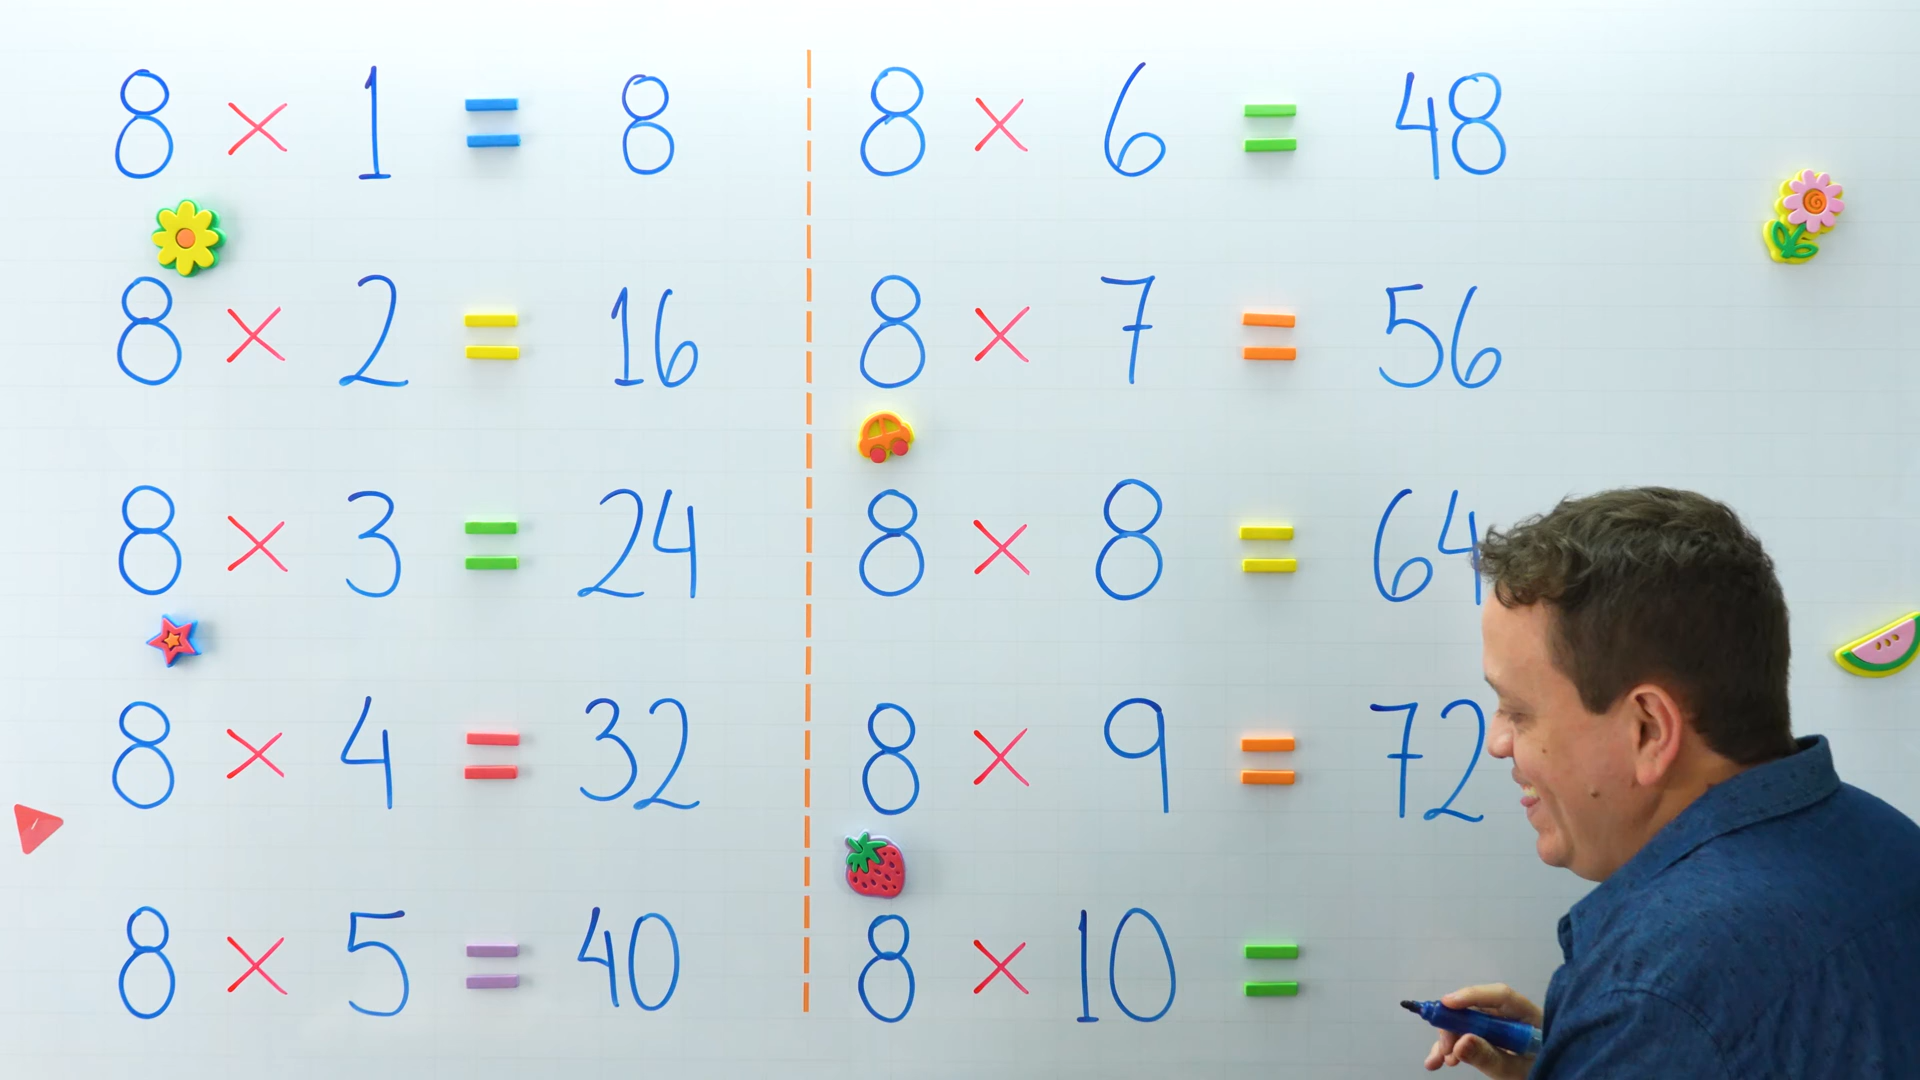 8 × 1 = 8
8 × 2 = 16
8 × 3 = 24
8 × 4 = 32
8 × 5 = 40
8 × 6 = 48
8 × 7 = 56
8 × 8 = 64
8 × 9 = 72
8 × 10 =